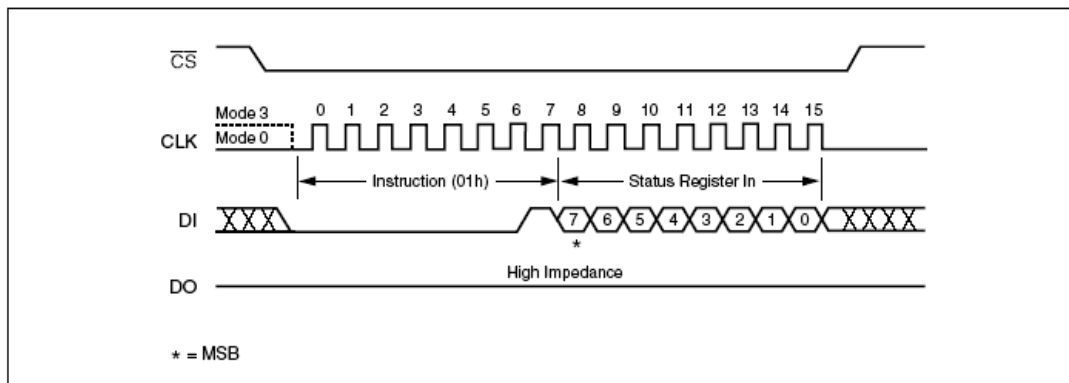 CS
Mode 3
0 1 2 3 4 5 6 7 8 9 10 11 12 13 14 15
CLK
Mode 0
Instruction (01h)
Status Register In
DI
7 6 5 4 3 2 1 0
*
High Impedance
DO
* = MSB